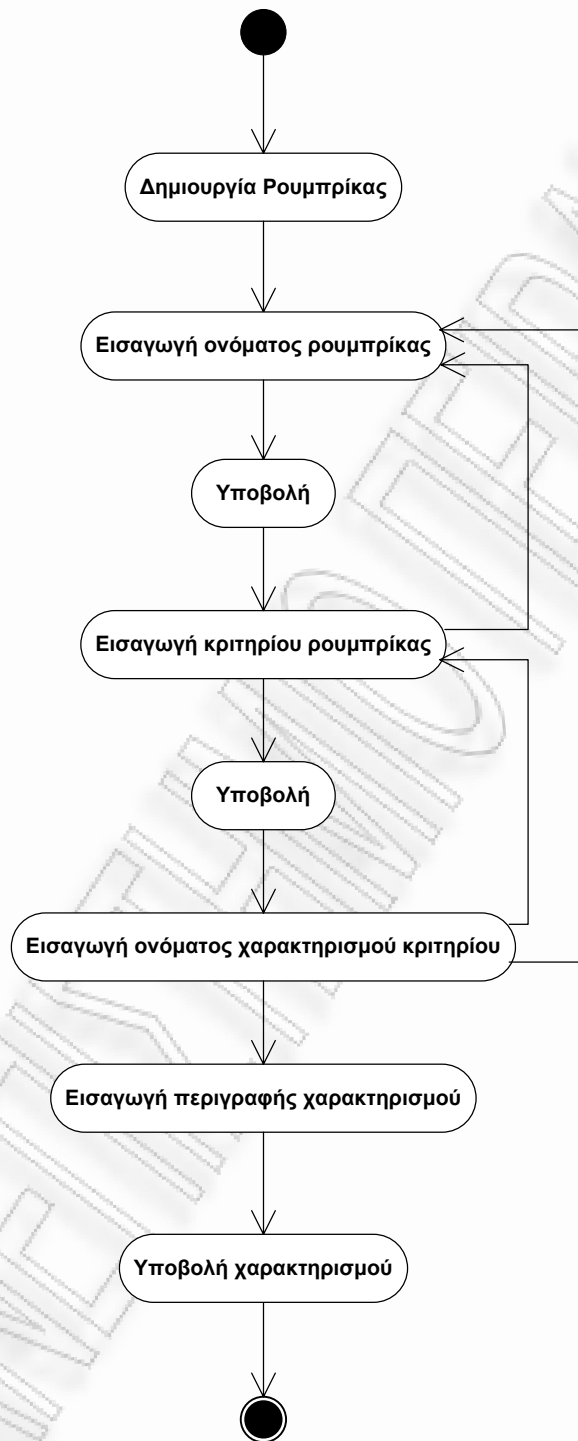 Δημιουργία Ρουμπρίκας
Εισαγωγή ονόματος ρουμπρίκας
Υποβολή
Εισαγωγή κριτηρίου ρουμπρίκας
Υποβολή
Εισαγωγή ονόματος χαρακτηρισμού κριτηρίου
Εισαγωγή περιγραφής χαρακτηρισμού
Υποβολή χαρακτηρισμού